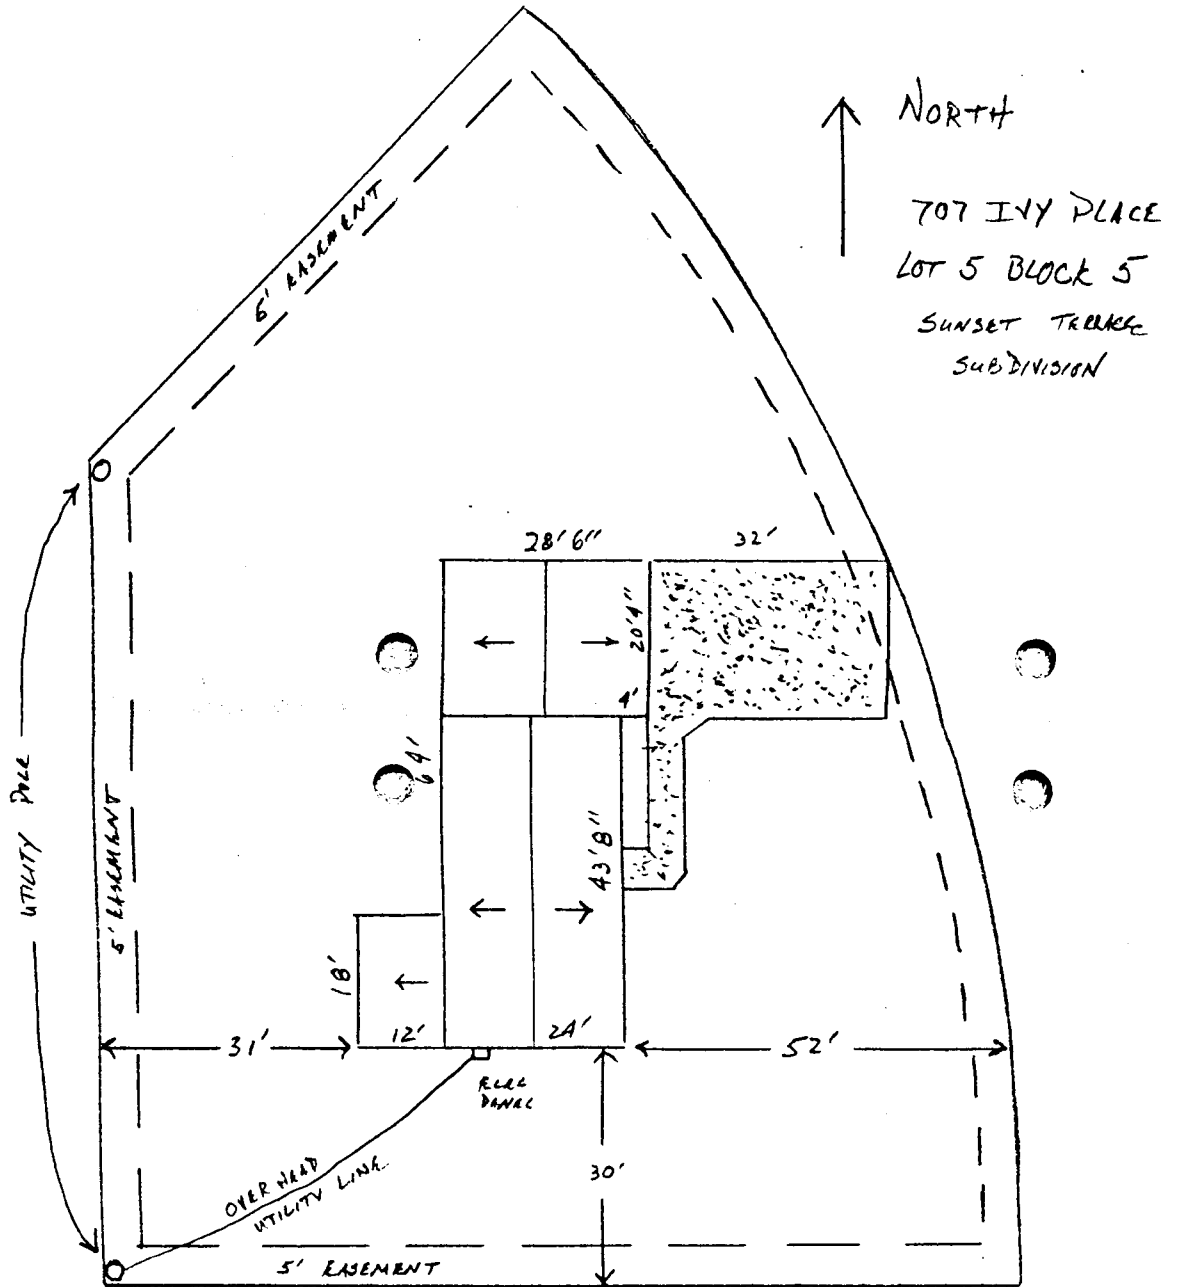 NORTH
707 IVY PLACE
LOT 5 BLOCK 5
SUNSET TERRACE
SUBDIVISION
6' EASEMENT
28' 6"
32'
20'4"
4'
64'
UTILITY POLE
5' EASEMENT
43'8"
18'
12'
24'
31'
52'
ELEC
PANEL
30'
OVER HEAD
UTILITY LINE
5' EASEMENT